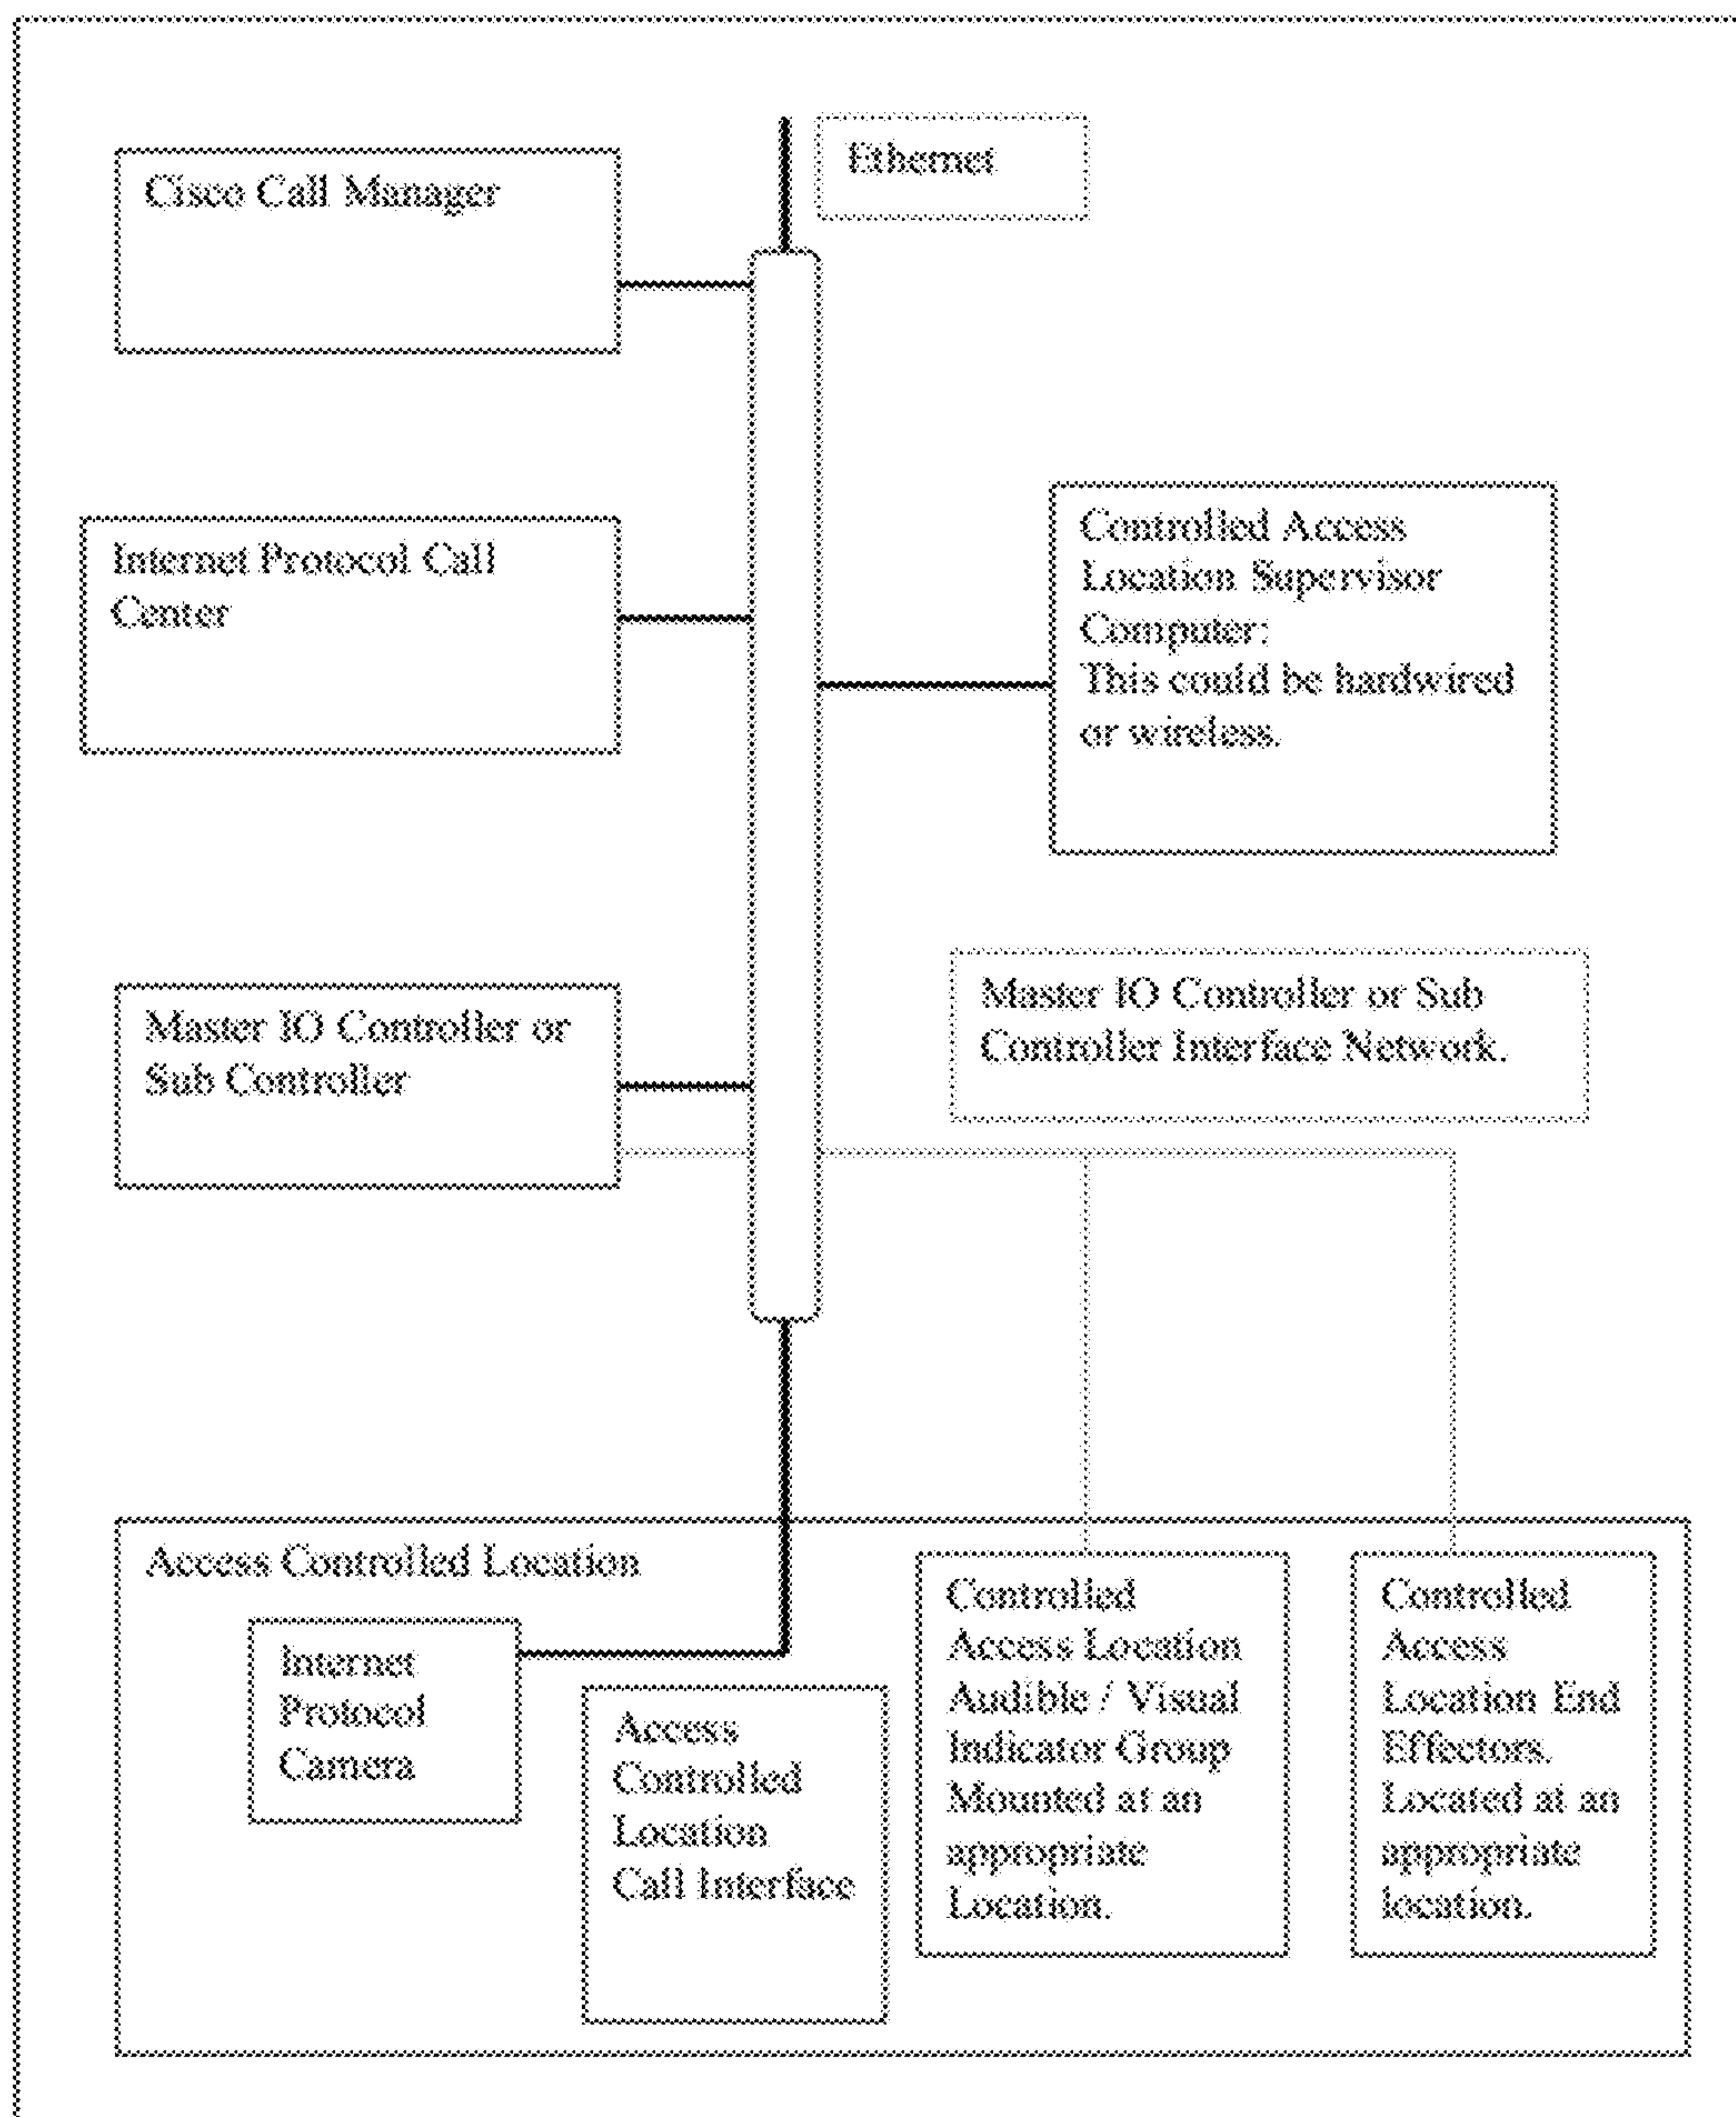 Ethernet
Cisco Call Manager
Internet Protocol Call
Center
Controlled Access
Location Supervisor
Computer:
This could be hardwired
or wireless.
Master IO Controller or
Sub Controller
Master IO Controller or Sub
Controller Interface Network.
Access Controlled Location
Internet
Protocol
Camera
Access
Controlled
Location
Call Interface
Controlled
Access Location
Audible / Visual
Indicator Group
Mounted at an
appropriate
Location.
Controlled
Access
Location End
Effectors.
Located at an
appropriate
location.